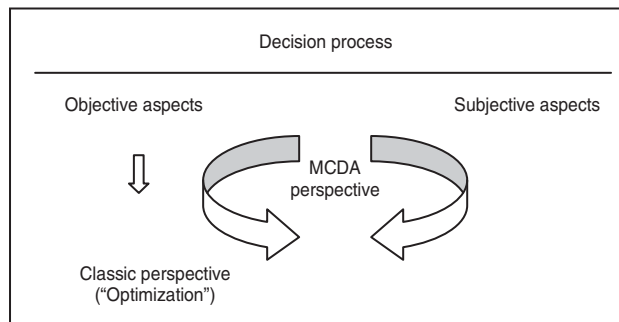 Decision process
Objective aspects
Subjective aspects
MCDA
perspective
Classic perspective
(“Optimization”)